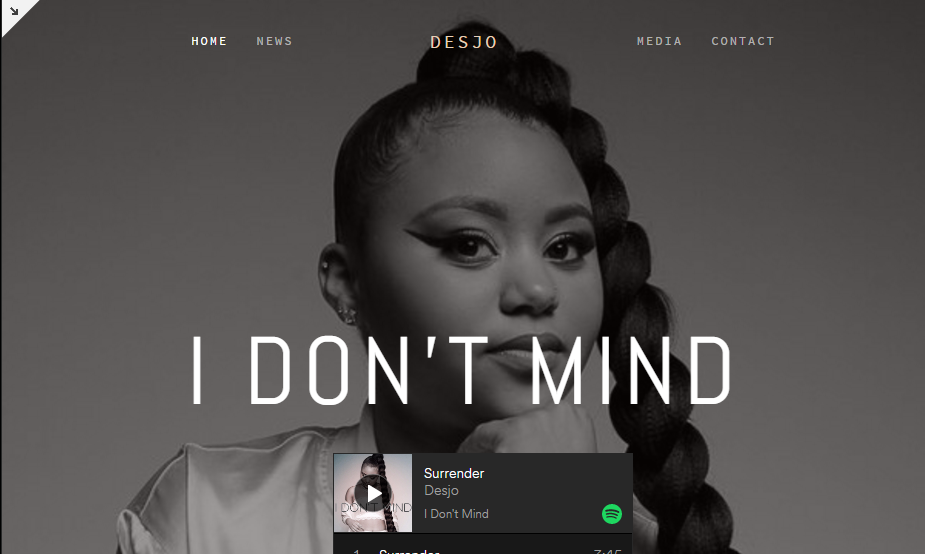 HOME NEWS DESJO MEDIA CONTACT
I DON'T MIND
I DON'T MIND
Surrender
Desjo
I Don't Mind
1 Surrender 3:45